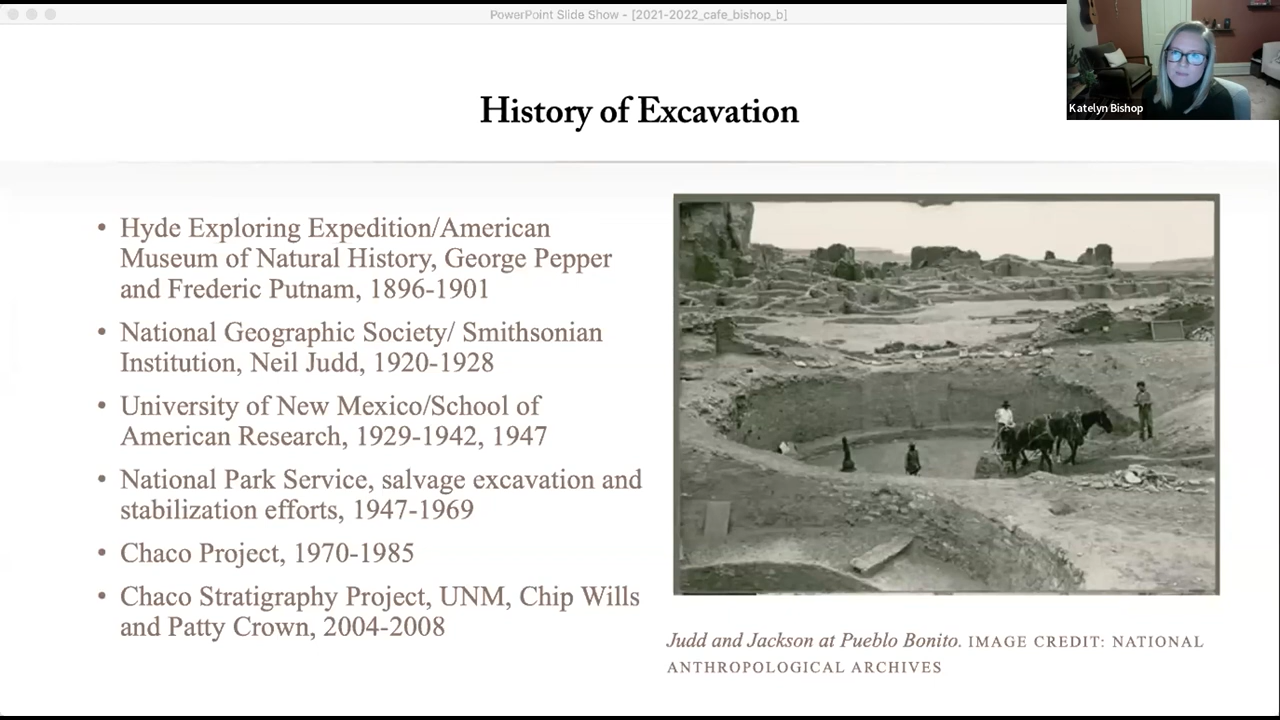 PowerPoint Slide Show - [2021-2022_cafe_bishop_b]
Katelyn Bishop
History of Excavation
• Hyde Exploring Expedition/American
Museum of Natural History, George Pepper
and Frederic Putnam, 1896-1901
• National Geographic Society/ Smithsonian
Institution, Neil Judd, 1920-1928
• University of New Mexico/School of
American Research, 1929-1942, 1947
• National Park Service, salvage excavation and
stabilization efforts, 1947-1969
• Chaco Project, 1970-1985
• Chaco Stratigraphy Project, UNM, Chip Wills
and Patty Crown, 2004-2008
Judd and Jackson at Pueblo Bonito. IMAGE CREDIT: NATIONAL
ANTHROPOLOGICAL ARCHIVES